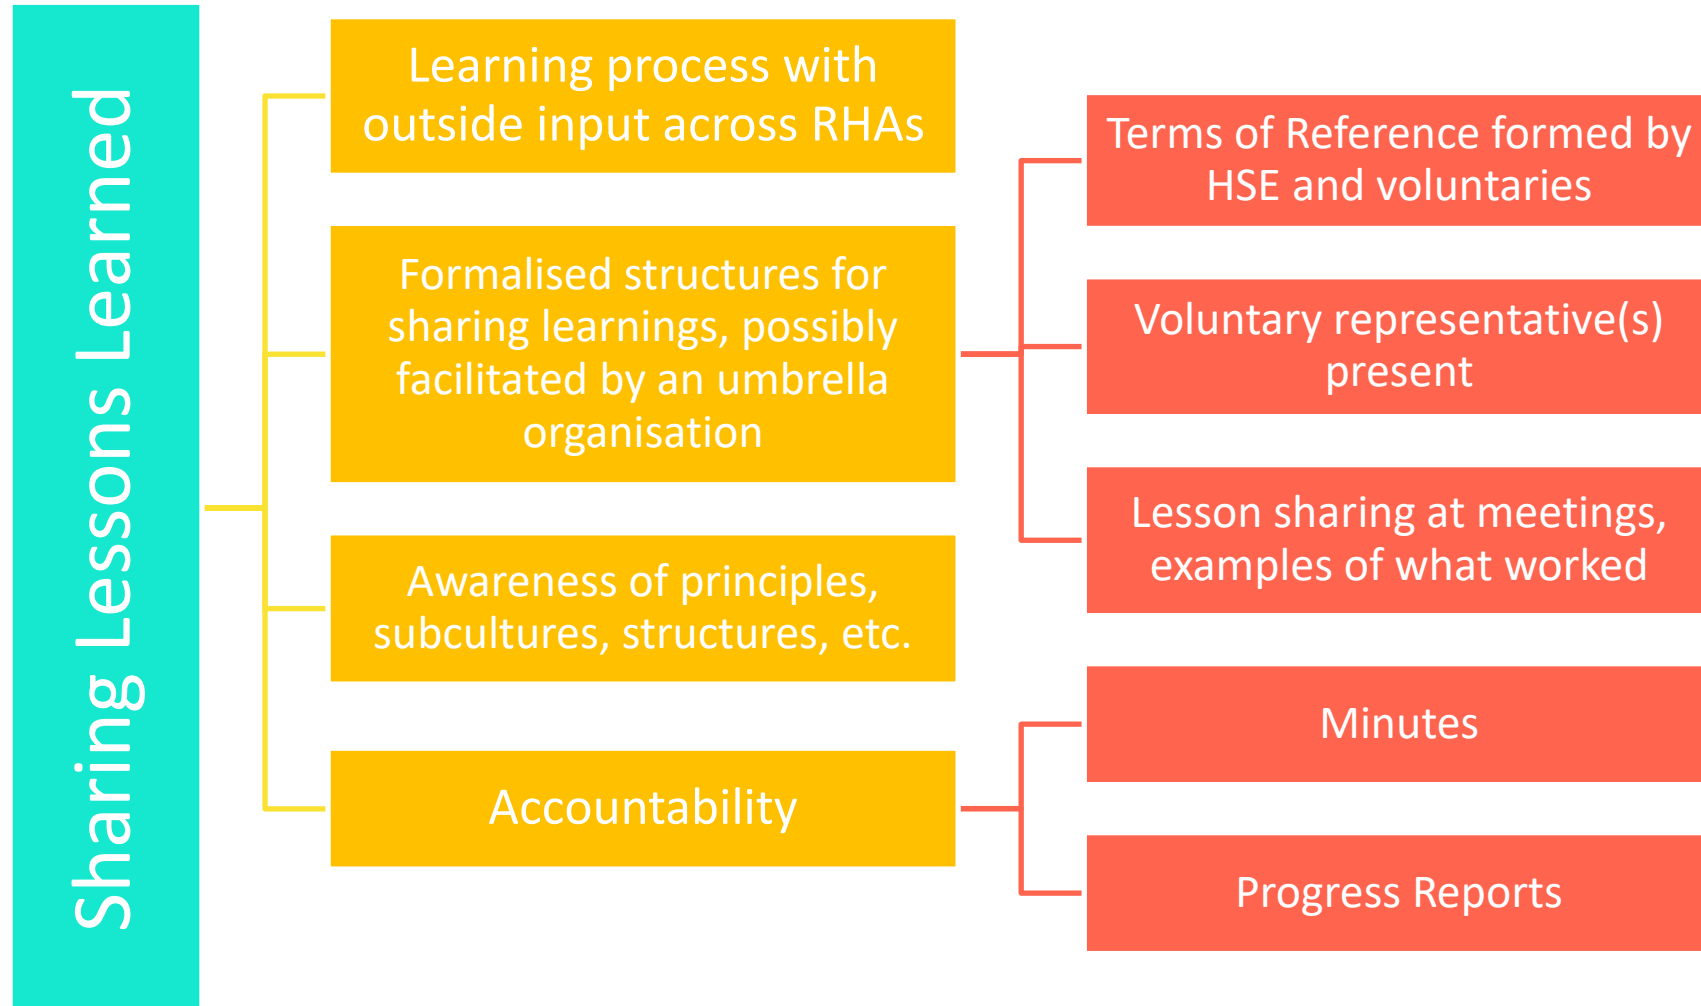 Sharing Lessons Learned
Learning process with
outside input across RHAs
Formalised structures for
sharing learnings, possibly
facilitated by an umbrella
organisation
Terms of Reference formed by
HSE and voluntaries
Voluntary representative(s)
present
Lesson sharing at meetings,
examples of what worked
Awareness of principles,
subcultures, structures, etc.
Accountability
Minutes
Progress Reports